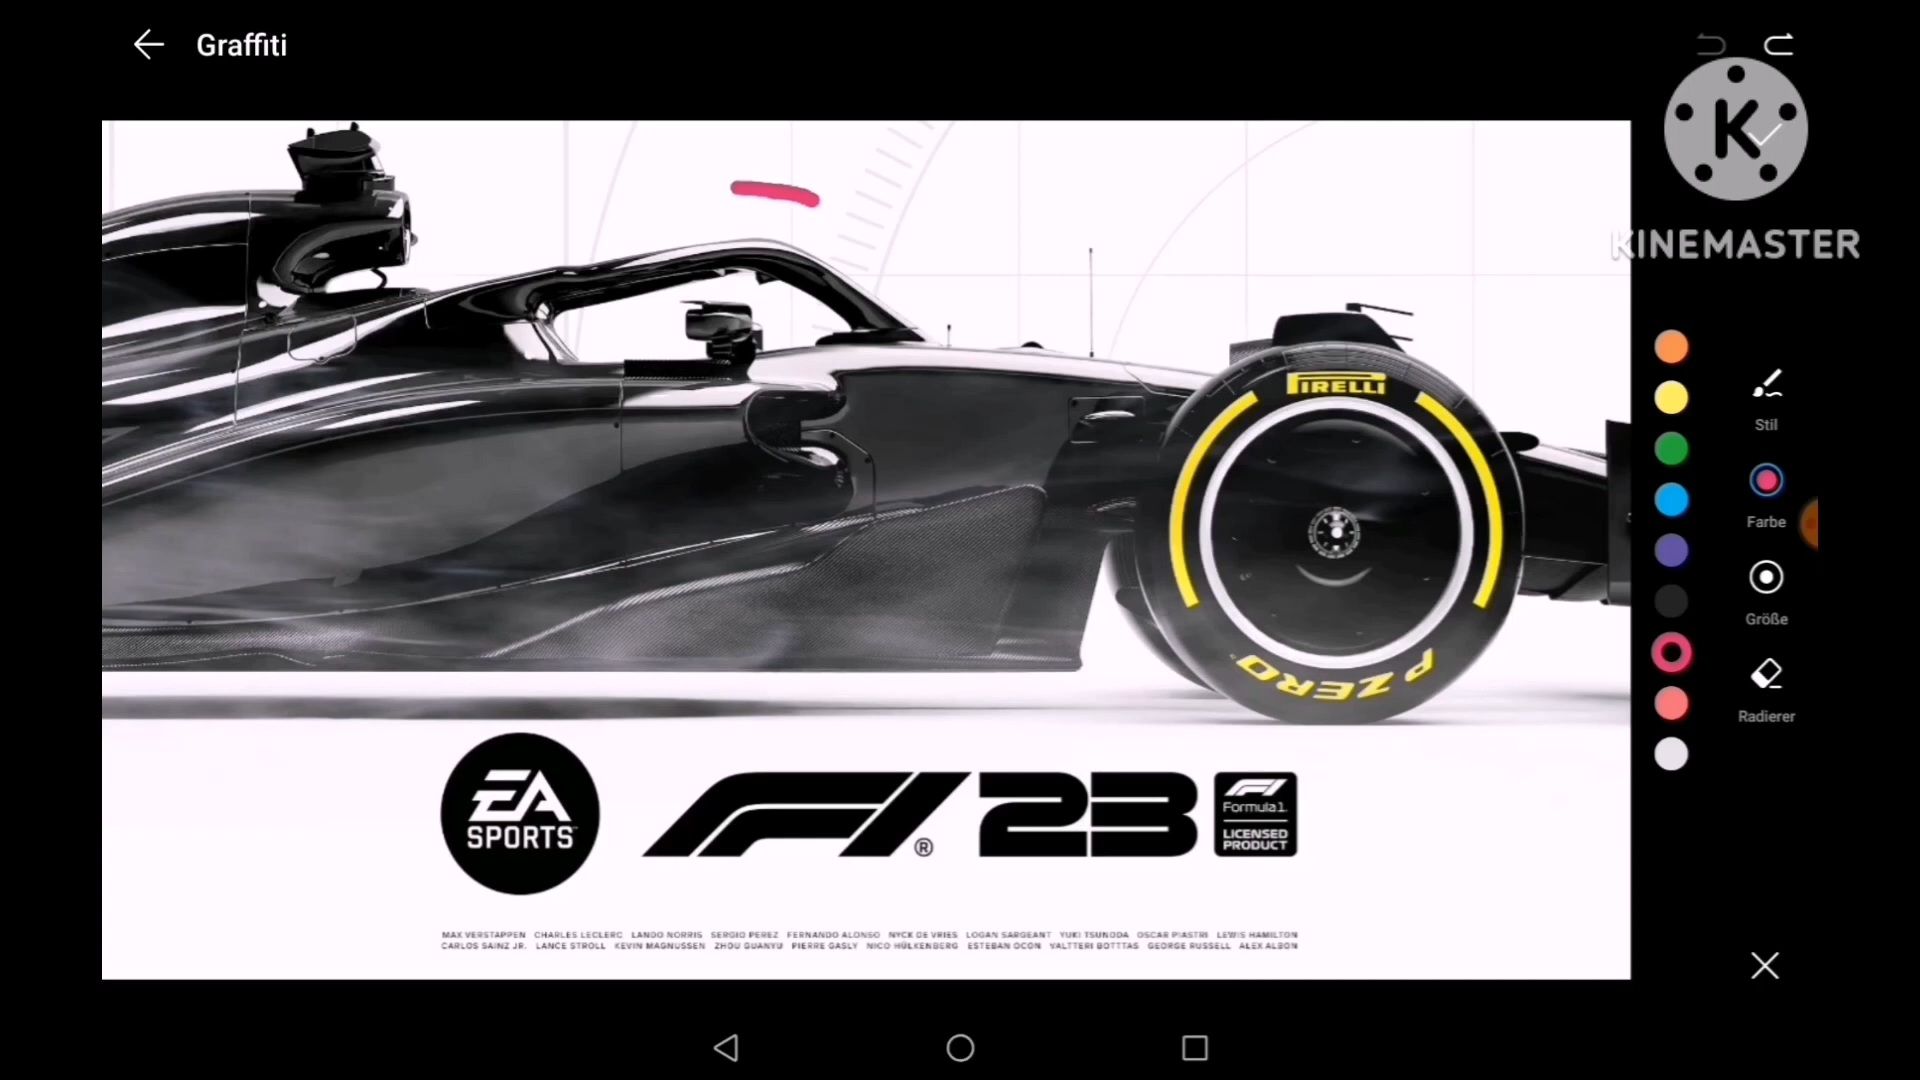 Graffiti
K
KINEMASTER
PIRELLI
Stil
Farbe
Größe
P ZERO
Radierer
EA
SPORTS
F1® 23
Formula 1
LICENSED
PRODUCT
MAX VERSTAPPEN CHARLES LECLERC LANDO NORRIS SERGIO PEREZ FERNANDO ALONSO NYCK DE VRIES LOGAN SARGEANT YUKI TSUNODA OSCAR PIASTRI LEWIS HAMILTON
CARLOS SAINZ JR. LANCE STROLL KEVIN MAGNUSSEN ZHOU GUANYU PIERRE GASLY NICO HÜLKENBERG ESTEBAN OCON VALTTERI BOTTTAS GEORGE RUSSELL ALEX ALBON